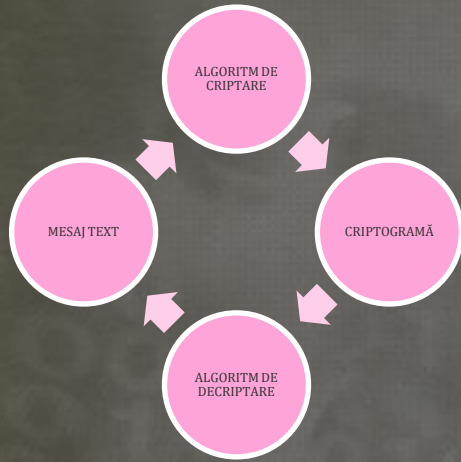 ALGORITM DE
CRIPTARE
MESAJ TEXT
CRIPTOGRAMĂ
ALGORITM DE
DECRIPTARE